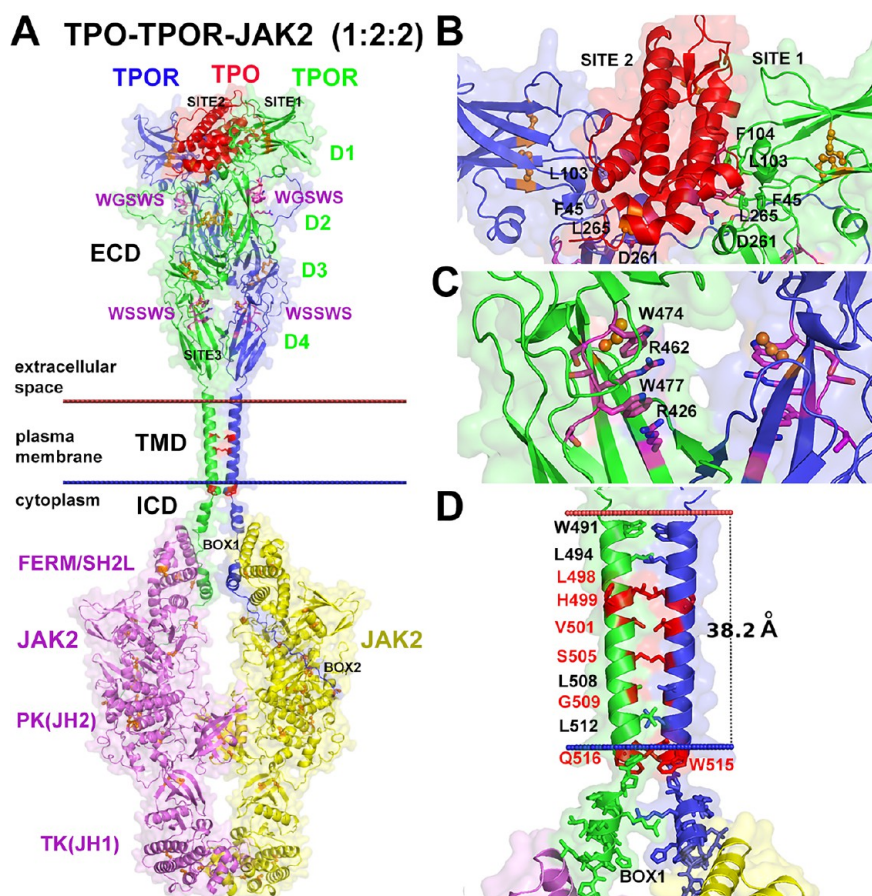 A TPO-TPOR-JAK2 (1:2:2)
TPOR TPO TPOR
SITE2 SITE1
D1
WGSWS WGSWS
D2
ECD
D3
WSSWS WSSWS
D4
SITE3
extracellular
space
plasma
membrane
TMD
cytoplasm
ICD
BOX1
FERM/SH2L
JAK2 JAK2
BOX2
PK(JH2)
TK(JH1)
B
SITE 2 SITE 1
F104
L103 L103
F45 F45
L265 L265
D261 D261
C
W474
R462
W477
R426
D
W491
L494
L498
H499
V501
38.2 Å
S505
L508
G509
L512
Q516 W515
BOX1